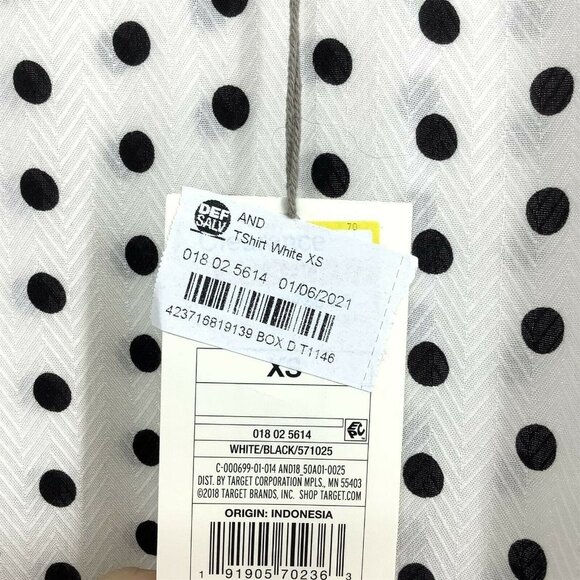 70
DEF
SALV
AND
TShirt White XS
018 02 5614 01/06/2021
423716819139 BOX D T1146
XS
018 02 5614
WHITE/BLACK/571025
C-000699-01-014 AND18_50A01-0025
DIST. BY TARGET CORPORATION MPLS., MN 55403
©2018 TARGET BRANDS, INC. SHOP TARGET.COM
ORIGIN: INDONESIA
1 91905 70236 3